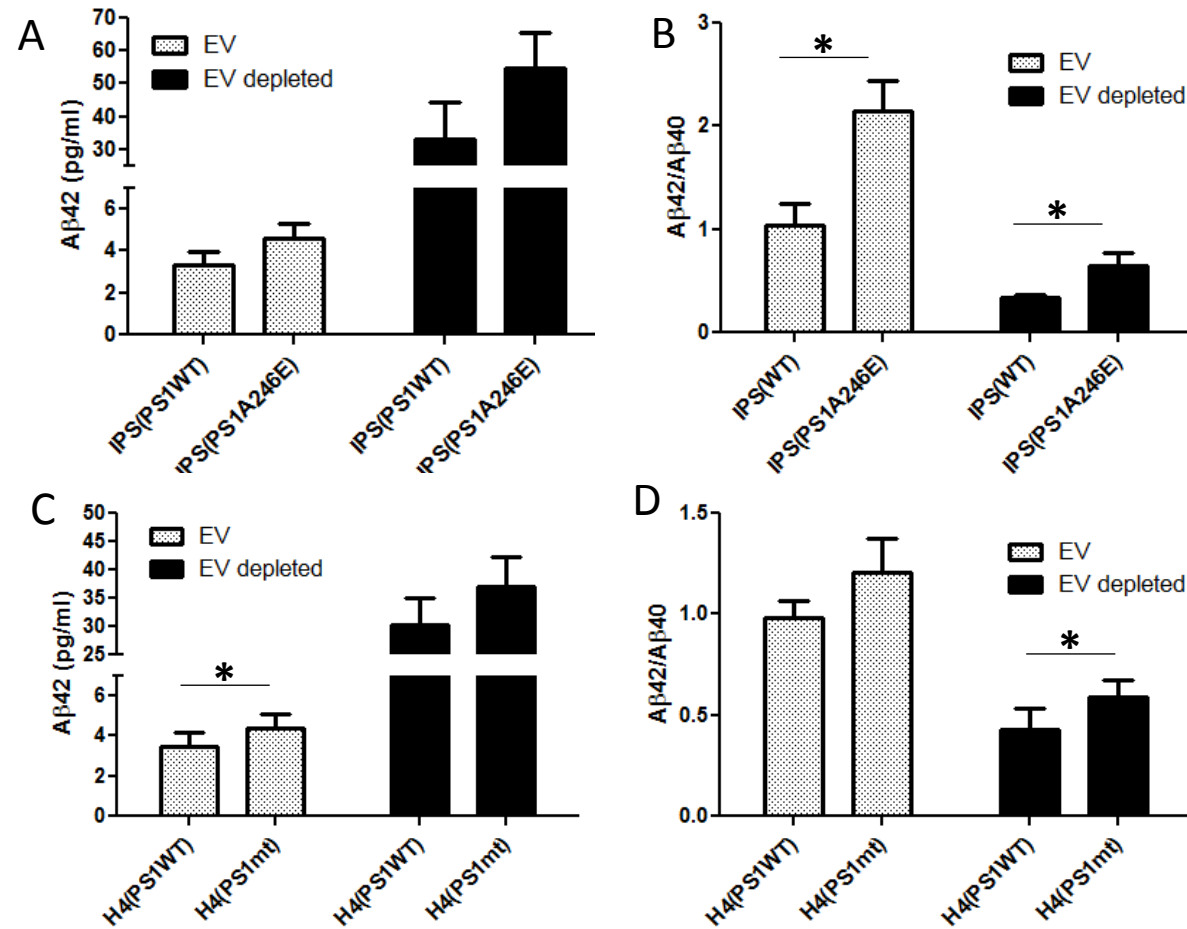 A
EV
EV depleted
Aβ42 (pg/ml)
70
60
50
40
30
6
4
2
0
IPS(PS1WT)
IPS(PS1A246E)
IPS(PS1WT)
IPS(PS1A246E)
B
*
*
EV
EV depleted
Aβ42/Aβ40
3
2
1
0
IPS(WT)
IPS(PS1A246E)
IPS(WT)
IPS(PS1A246E)
C
EV
EV depleted
*
Aβ42 (pg/ml)
50
45
40
35
30
25
6
4
2
0
H4(PS1WT)
H4(PS1mt)
H4(PS1WT)
H4(PS1mt)
D
EV
EV depleted
*
Aβ42/Aβ40
1.5
1.0
0.5
0.0
H4(PS1WT)
H4(PS1mt)
H4(PS1WT)
H4(PS1mt)